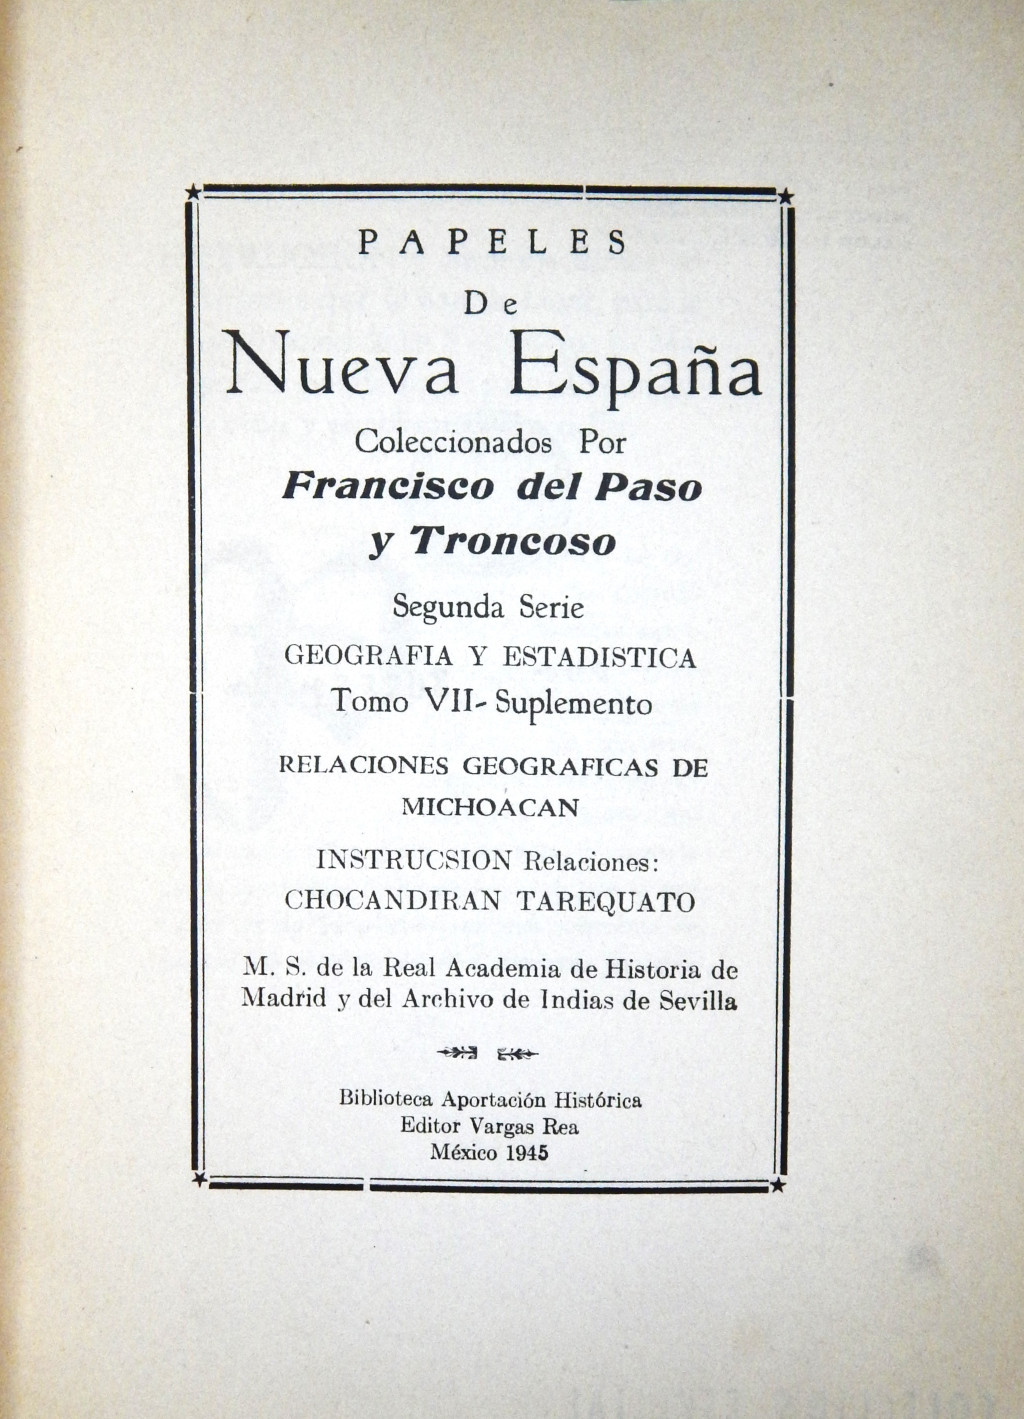 PAPELES
De
Nueva España
Coleccionados Por
Francisco del Paso
y Troncoso
Segunda Serie
GEOGRAFIA Y ESTADISTICA
Tomo VII-Suplemento
RELACIONES GEOGRAFICAS DE
MICHOACAN
INSTRUCSION Relaciones:
CHOCANDIRAN TAREQUATO
M. S. de la Real Academia de Historia de
Madrid y del Archivo de Indias de Sevilla
Biblioteca Aportación Histórica
Editor Vargas Rea
México 1945